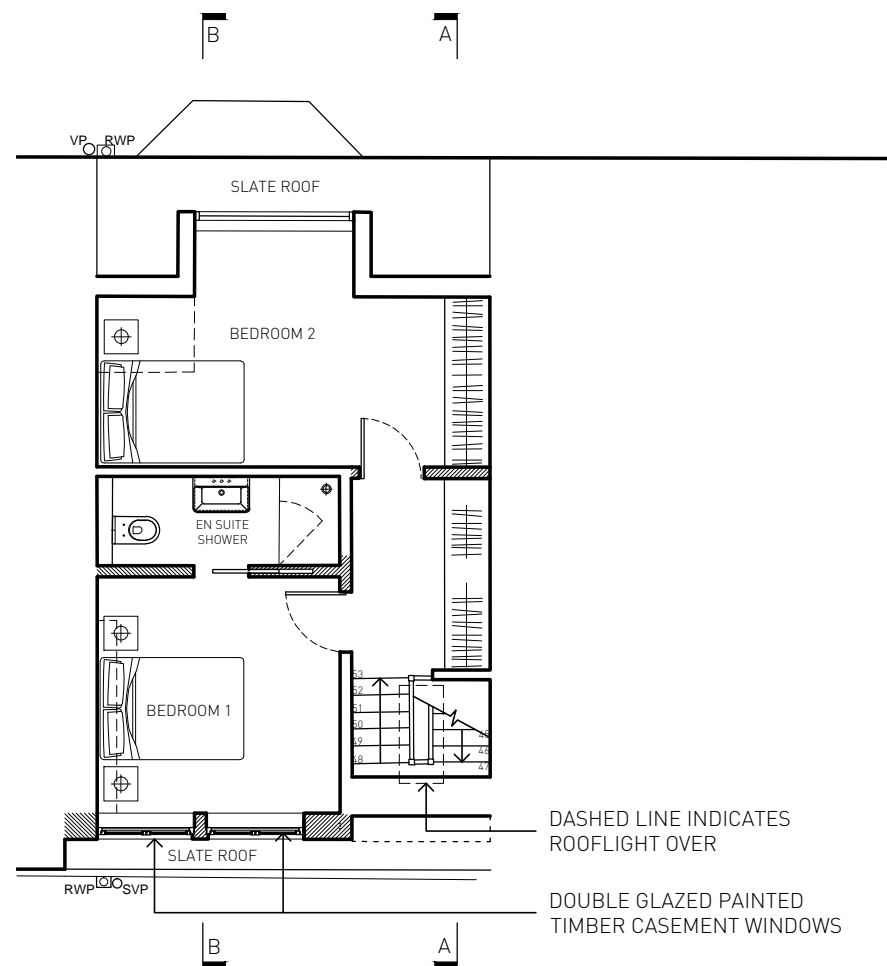 B
A
VP
RWP
SLATE ROOF
BEDROOM 2
EN SUITE
SHOWER
BEDROOM 1
53
52
51
50
49
48
45
46
47
DASHED LINE INDICATES
ROOFLIGHT OVER
SLATE ROOF
RWP
SVP
DOUBLE GLAZED PAINTED
TIMBER CASEMENT WINDOWS
B
A